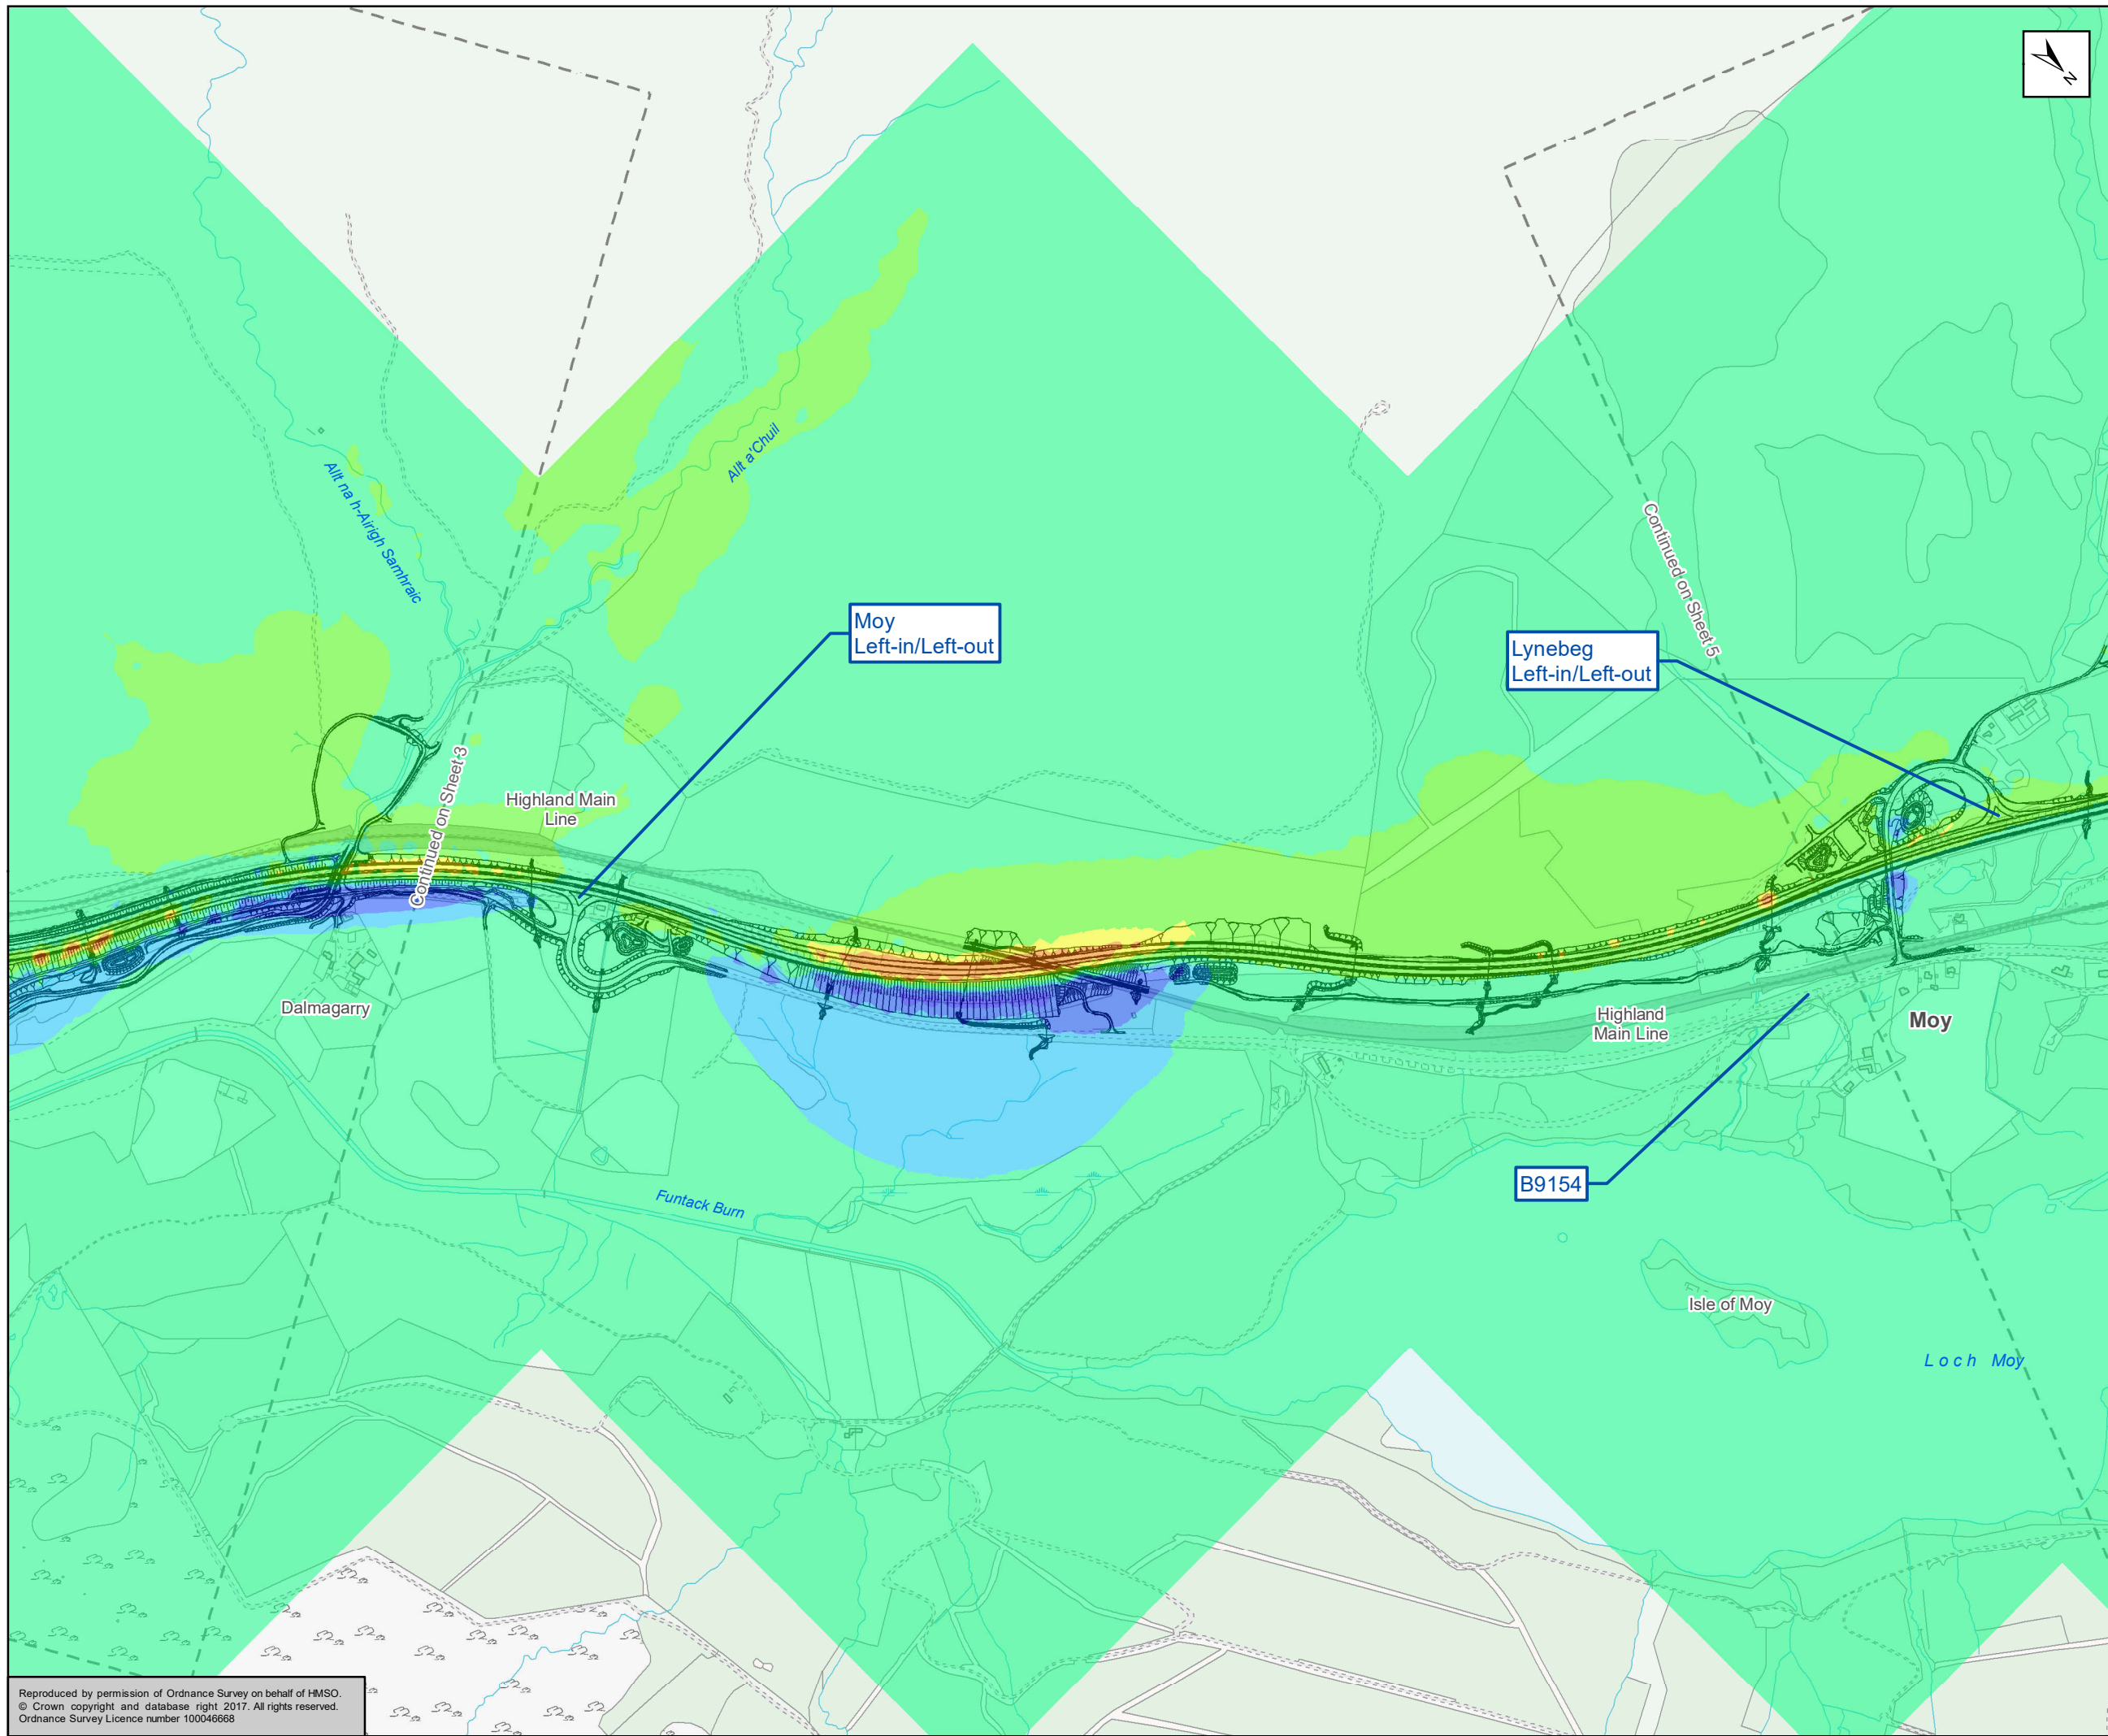 N
Allt a'Chuil
Allt na h-Airigh Samhraic
Continued on Sheet 5
Moy
Left-in/Left-out
Lynebeg
Left-in/Left-out
Continued on Sheet 3
Highland Main
Line
Dalmagarry
Highland
Main Line
Moy
B9154
Funtack Burn
Isle of Moy
Loch Moy
Reproduced by permission of Ordnance Survey on behalf of HMSO.
© Crown copyright and database right 2017. All rights reserved.
Ordnance Survey Licence number 100046668